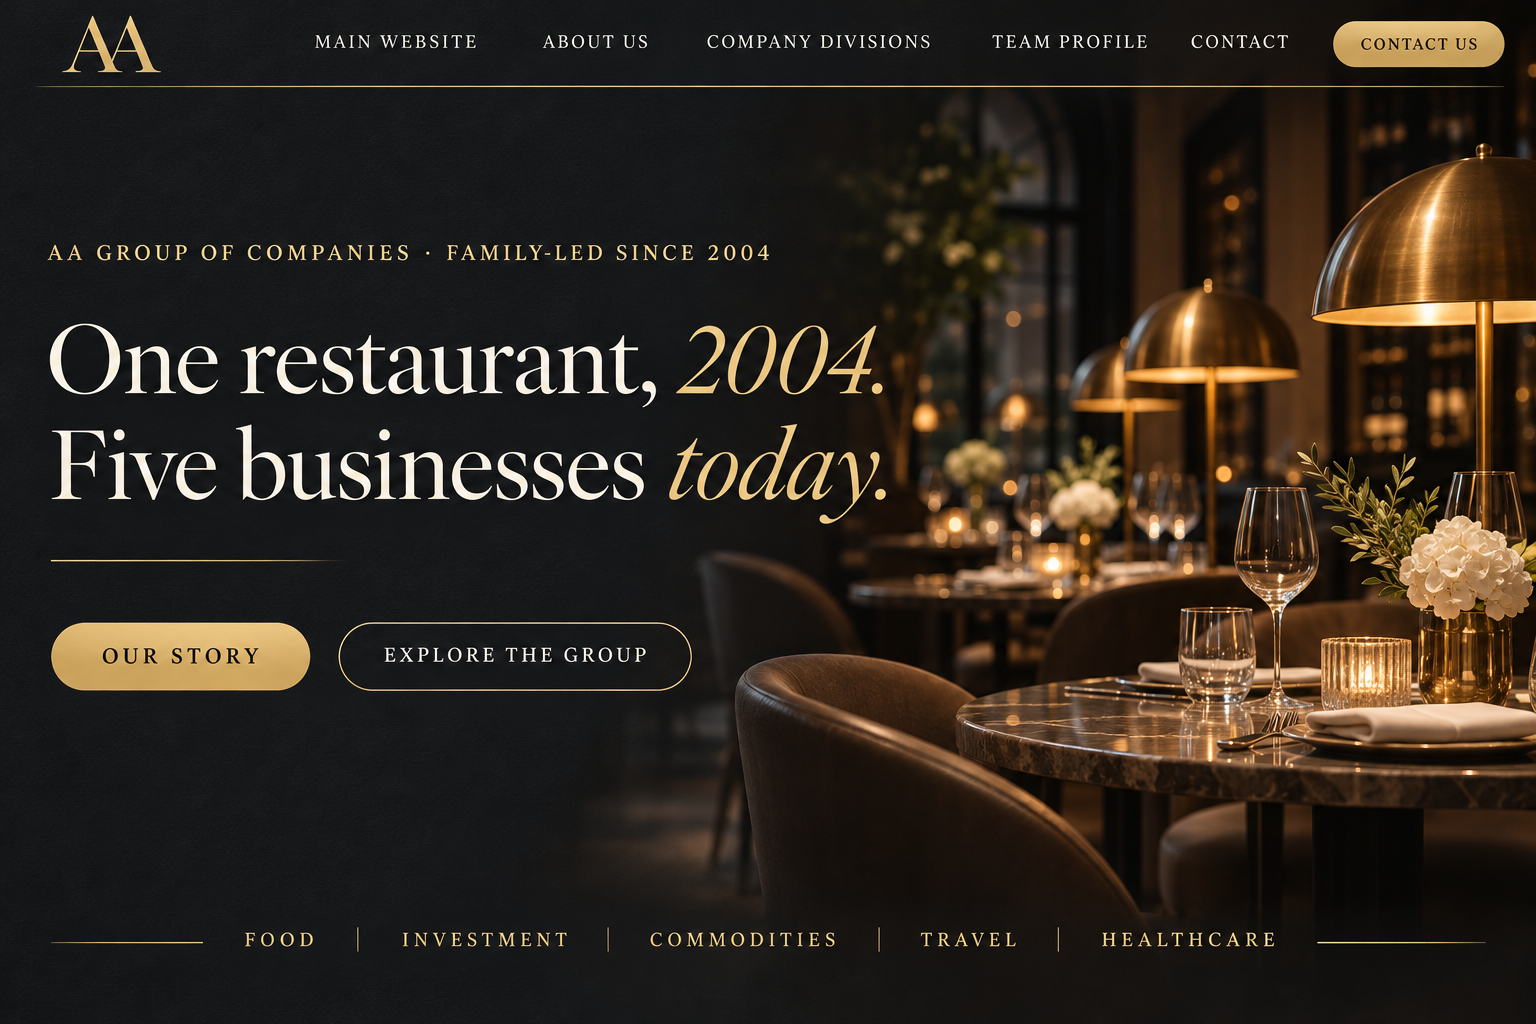 AA
MAIN WEBSITE
ABOUT US
COMPANY DIVISIONS
TEAM PROFILE
CONTACT
CONTACT US
AA GROUP OF COMPANIES · FAMILY-LED SINCE 2004
One restaurant, 2004.
Five businesses today.
OUR STORY
EXPLORE THE GROUP
FOOD
INVESTMENT
COMMODITIES
TRAVEL
HEALTHCARE